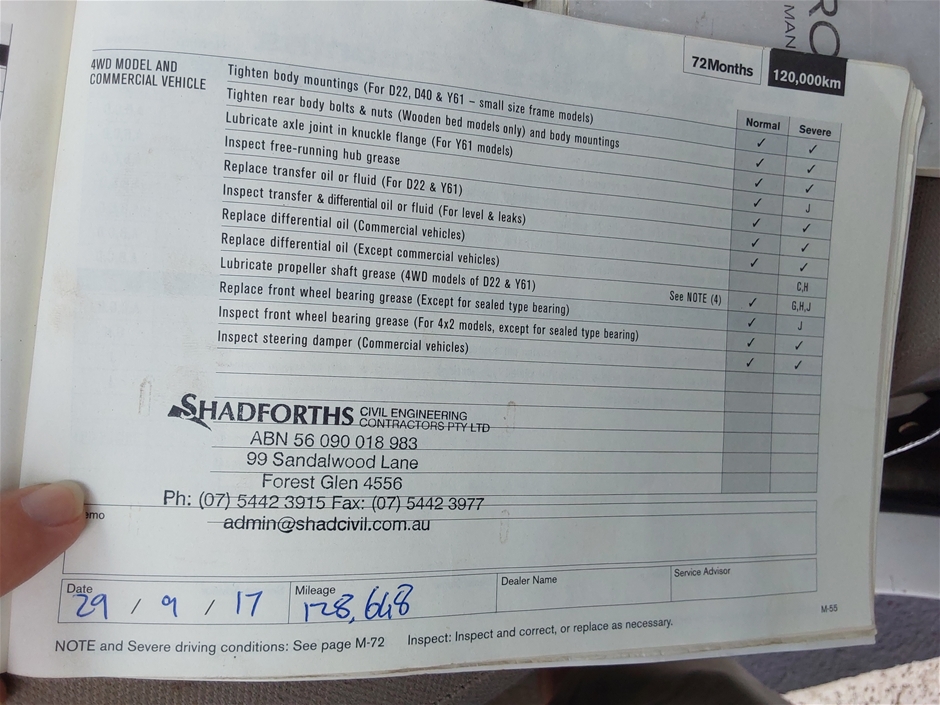 RO
MAN
72Months
120,000km
4WD MODEL AND
COMMERCIAL VEHICLE
Normal Severe
Tighten body mountings (For D22, D40 & Y61 – small size frame models) ✓ ✓
Tighten rear body bolts & nuts (Wooden bed models only) and body mountings ✓ ✓
Lubricate axle joint in knuckle flange (For Y61 models) ✓ ✓
Inspect free-running hub grease ✓ J
Replace transfer oil or fluid (For D22 & Y61) ✓ ✓
Inspect transfer & differential oil or fluid (For level & leaks) ✓ ✓
Replace differential oil (Commercial vehicles) ✓ ✓
Replace differential oil (Except commercial vehicles) C,H
Lubricate propeller shaft grease (4WD models of D22 & Y61) See NOTE (4) ✓ G,H,J
Replace front wheel bearing grease (Except for sealed type bearing) ✓ J
Inspect front wheel bearing grease (For 4x2 models, except for sealed type bearing) ✓ ✓
Inspect steering damper (Commercial vehicles) ✓ ✓
SHADFORTHS CIVIL ENGINEERING
CONTRACTORS PTY LTD
ABN 56 090 018 983
99 Sandalwood Lane
Forest Glen 4556
Ph: (07) 5442 3915 Fax: (07) 5442 3977
admin@shadcivil.com.au
emo
Date Mileage Dealer Name Service Advisor
29 / 9 / 17 128,648
M-55
NOTE and Severe driving conditions: See page M-72 Inspect: Inspect and correct, or replace as necessary.